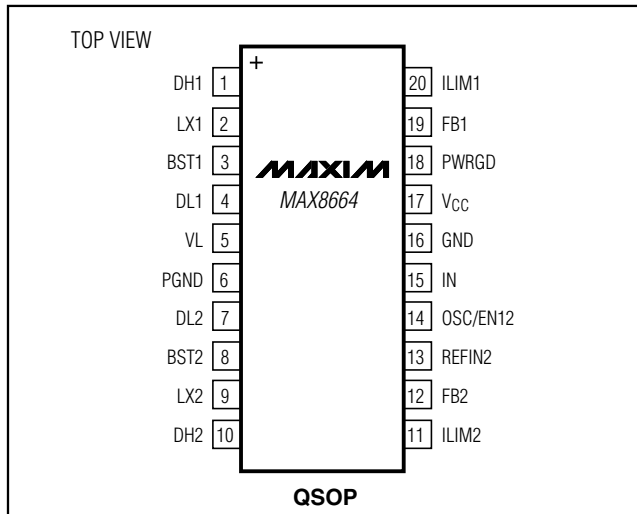 TOP VIEW
+
DH1 1 20 ILIM1
LX1 2 19 FB1
BST1 3 MAXIM 18 PWRGD
DL1 4 MAX8664 17 VCC
VL 5 16 GND
PGND 6 15 IN
DL2 7 14 OSC/EN12
BST2 8 13 REFIN2
LX2 9 12 FB2
DH2 10 11 ILIM2
QSOP